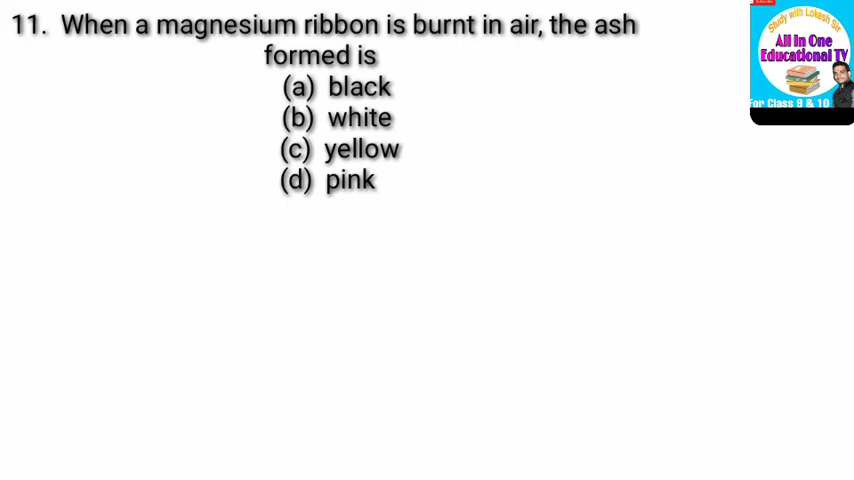 11. When a magnesium ribbon is burnt in air, the ash
formed is
(a) black
(b) white
(c) yellow
(d) pink
Study with Lokesh Sir
All In One
Educational TV
For Class 9 & 10